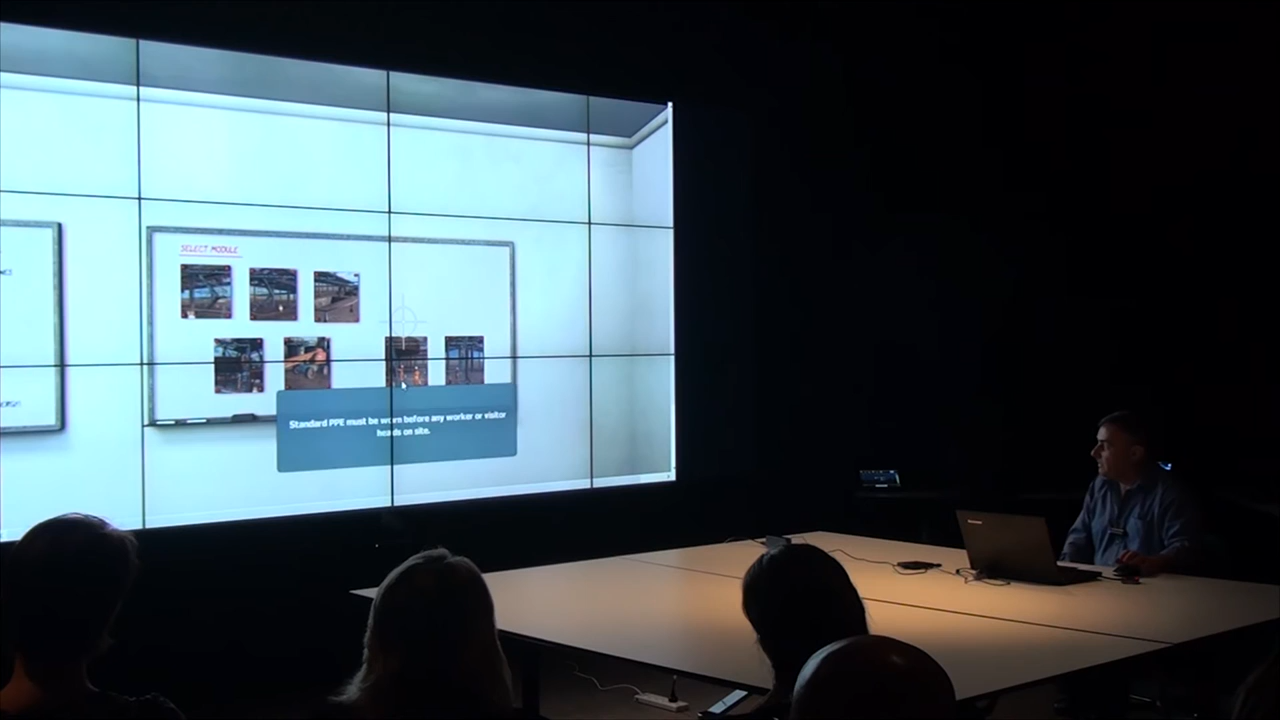 SELECT MODULE
Standard PPE must be worn before any worker or visitor
heads on site.